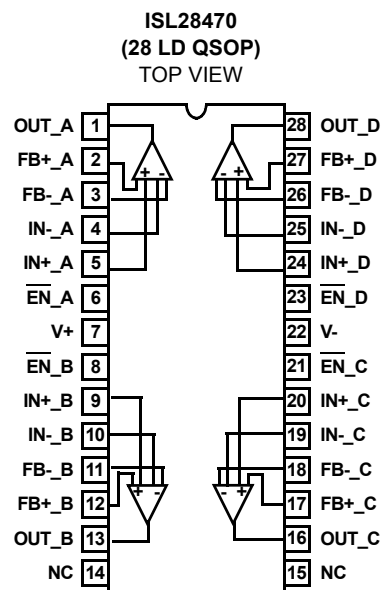 ISL28470
(28 LD QSOP)
TOP VIEW
OUT_A 1 28 OUT_D
FB+_A 2 27 FB+_D
FB-_A 3 26 FB-_D
+ - - +
IN-_A 4 25 IN-_D
IN+_A 5 24 IN+_D
EN_A 6 23 EN_D
V+ 7 22 V-
EN_B 8 21 EN_C
IN+_B 9 20 IN+_C
IN-_B 10 19 IN-_C
FB-_B 11 18 FB-_C
+ - - +
FB+_B 12 17 FB+_C
OUT_B 13 16 OUT_C
NC 14 15 NC